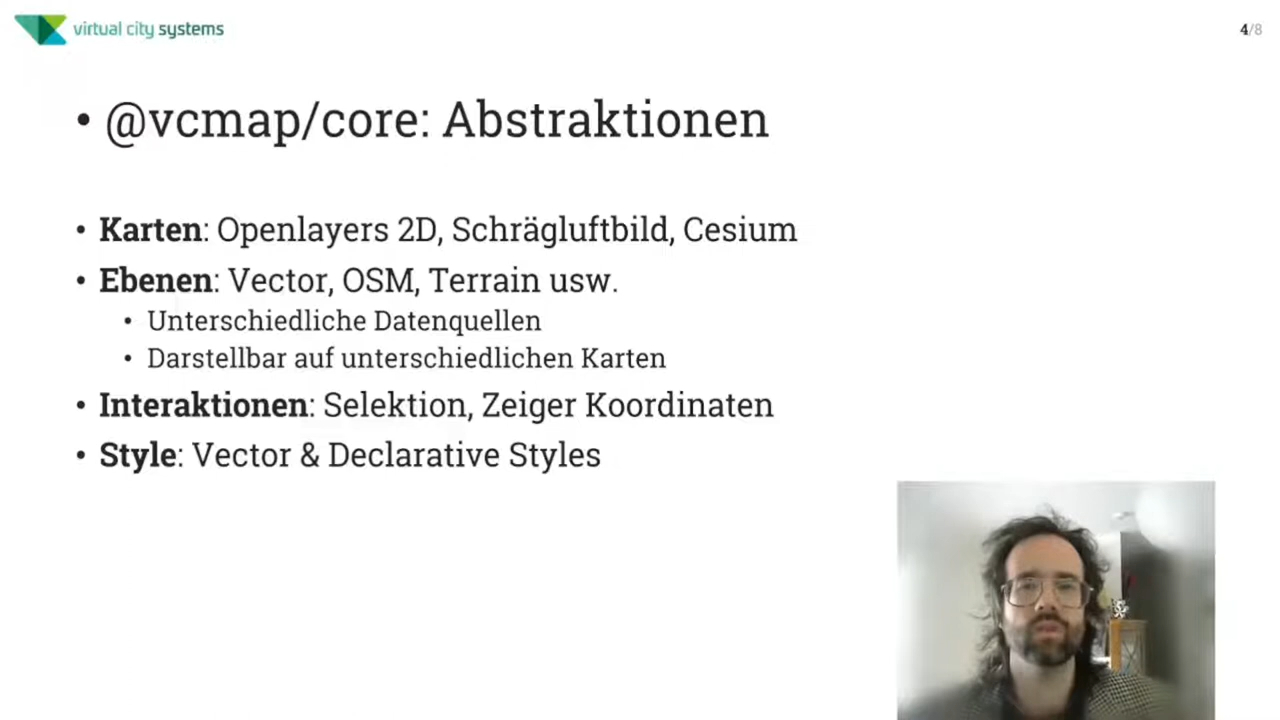 virtual city systems
4/8
• @vcmap/core: Abstraktionen
• Karten: Openlayers 2D, Schrägluftbild, Cesium
• Ebenen: Vector, OSM, Terrain usw.
• Unterschiedliche Datenquellen
• Darstellbar auf unterschiedlichen Karten
• Interaktionen: Selektion, Zeiger Koordinaten
• Style: Vector & Declarative Styles